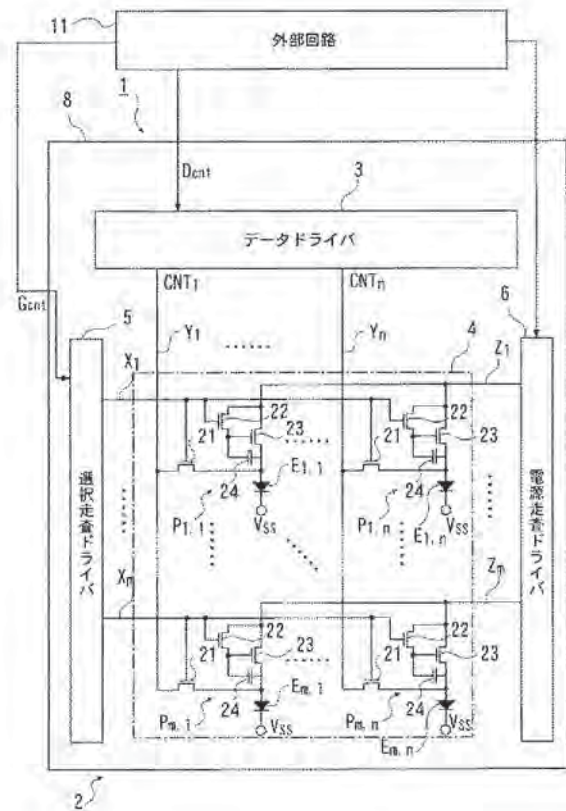 11
外部回路
1
8
Dcnt
3
データドライバ
CNT1 CNTn
Gcnt
5 6
Y1 Yn
4
X1 Z1
22 22
21 23 21 23
24 E1,1 24
P1,1 P1,n E1,n
VSS VSS
選択走査ドライバ
電源走査ドライバ
Zm
22 22
21 23 21 23
24 Em,1 24
Pm,1 Pm,n
VSS VSS
Em,n
2